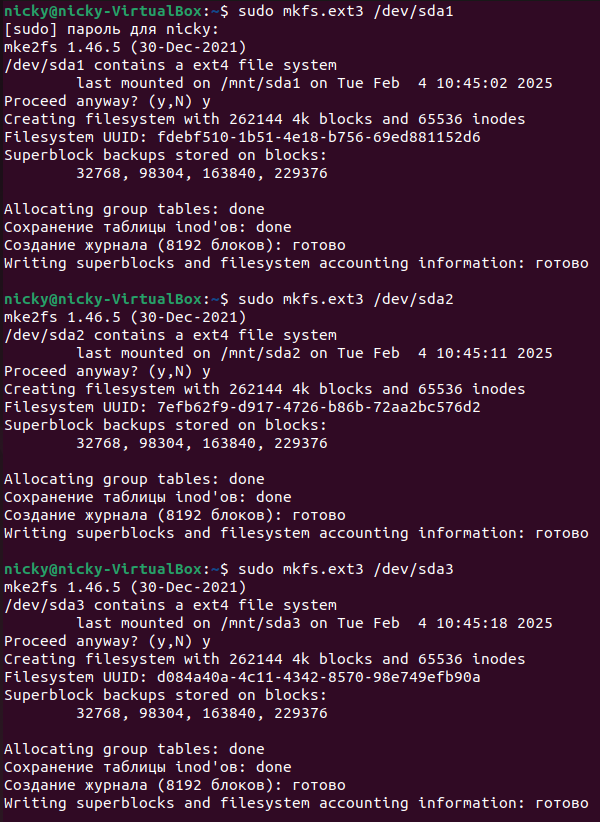 nicky@nicky-VirtualBox:~$ sudo mkfs.ext3 /dev/sda1
[sudo] пароль для nicky:
mke2fs 1.46.5 (30-Dec-2021)
/dev/sda1 contains a ext4 file system
        last mounted on /mnt/sda1 on Tue Feb  4 10:45:02 2025
Proceed anyway? (y,N) y
Creating filesystem with 262144 4k blocks and 65536 inodes
Filesystem UUID: fdebf510-1b51-4e18-b756-69ed881152d6
Superblock backups stored on blocks:
        32768, 98304, 163840, 229376

Allocating group tables: done
Сохранение таблицы inod'ов: done
Создание журнала (8192 блоков): готово
Writing superblocks and filesystem accounting information: готово

nicky@nicky-VirtualBox:~$ sudo mkfs.ext3 /dev/sda2
mke2fs 1.46.5 (30-Dec-2021)
/dev/sda2 contains a ext4 file system
        last mounted on /mnt/sda2 on Tue Feb  4 10:45:11 2025
Proceed anyway? (y,N) y
Creating filesystem with 262144 4k blocks and 65536 inodes
Filesystem UUID: 7efb62f9-d917-4726-b86b-72aa2bc576d2
Superblock backups stored on blocks:
        32768, 98304, 163840, 229376

Allocating group tables: done
Сохранение таблицы inod'ов: done
Создание журнала (8192 блоков): готово
Writing superblocks and filesystem accounting information: готово

nicky@nicky-VirtualBox:~$ sudo mkfs.ext3 /dev/sda3
mke2fs 1.46.5 (30-Dec-2021)
/dev/sda3 contains a ext4 file system
        last mounted on /mnt/sda3 on Tue Feb  4 10:45:18 2025
Proceed anyway? (y,N) y
Creating filesystem with 262144 4k blocks and 65536 inodes
Filesystem UUID: d084a40a-4c11-4342-8570-98e749efb90a
Superblock backups stored on blocks:
        32768, 98304, 163840, 229376

Allocating group tables: done
Сохранение таблицы inod'ов: done
Создание журнала (8192 блоков): готово
Writing superblocks and filesystem accounting information: готово